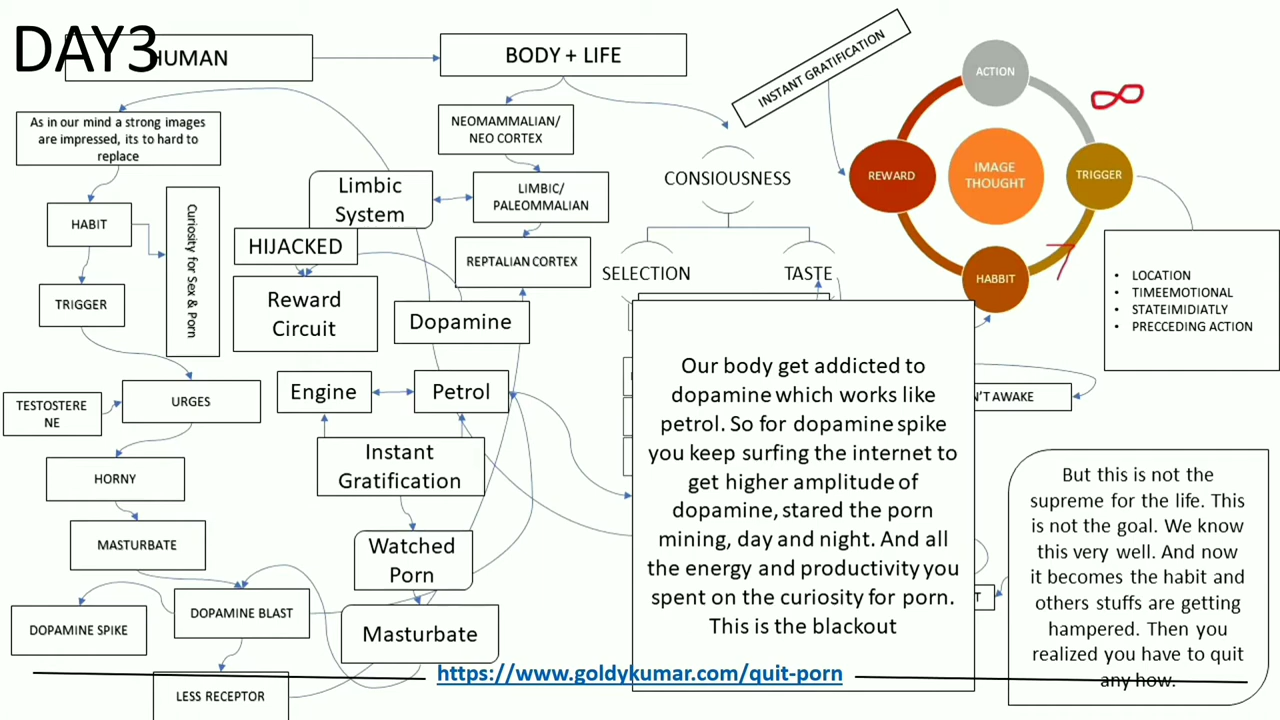 DAY3
HUMAN
BODY + LIFE
INSTANT GRATIFICATION
ACTION
REWARD
IMAGE
THOUGHT
TRIGGER
HABBIT
As in our mind a strong images
are impressed, its to hard to
replace
NEOMAMMALIAN/
NEO CORTEX
CONSIOUSNESS
Limbic
System
LIMBIC/
PALEOMMALIAN
HABIT
Curiosity for Sex & Porn
HIJACKED
REPTALIAN CORTEX
SELECTION
TASTE
• LOCATION
• TIMEEMOTIONAL
• STATEIMIDIATLY
• PRECCEDING ACTION
TRIGGER
Reward
Circuit
Dopamine
Engine
Petrol
TESTOSTERE
NE
URGES
N'T AWAKE
Instant
Gratification
HORNY
Our body get addicted to
dopamine which works like
petrol. So for dopamine spike
you keep surfing the internet to
get higher amplitude of
dopamine, stared the porn
mining, day and night. And all
the energy and productivity you
spent on the curiosity for porn.
This is the blackout
But this is not the
supreme for the life. This
is not the goal. We know
this very well. And now
it becomes the habit and
others stuffs are getting
hampered. Then you
realized you have to quit
any how.
MASTURBATE
Watched
Porn
DOPAMINE BLAST
T
DOPAMINE SPIKE
Masturbate
https://www.goldykumar.com/quit-porn
LESS RECEPTOR